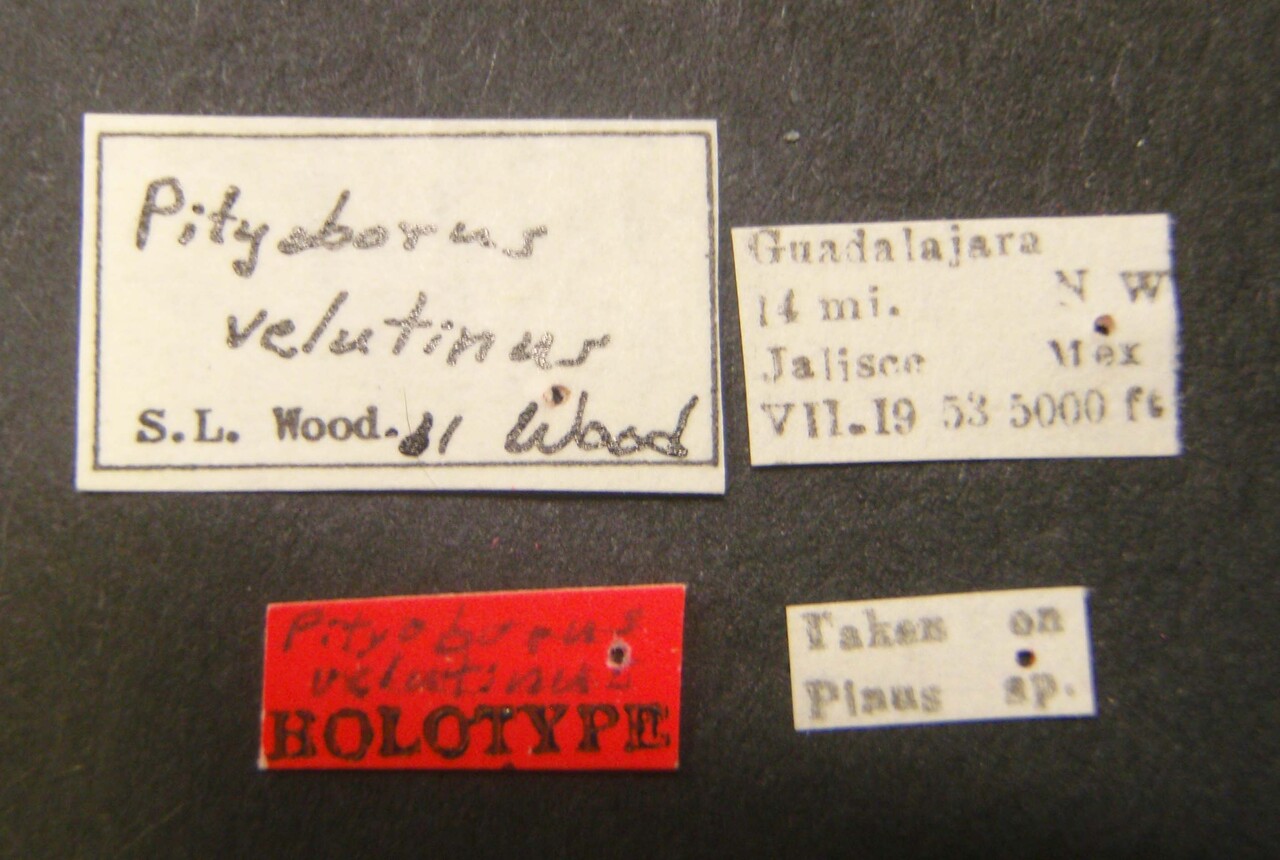 Pityoborus
velutinus
S.L. Wood. Wood
Guadalajara
14 mi. N W
Jalisco Mex
VII.19 53 5000 ft
Pityoborus
velutinus
HOLOTYPE
Taken on
Pinus sp.